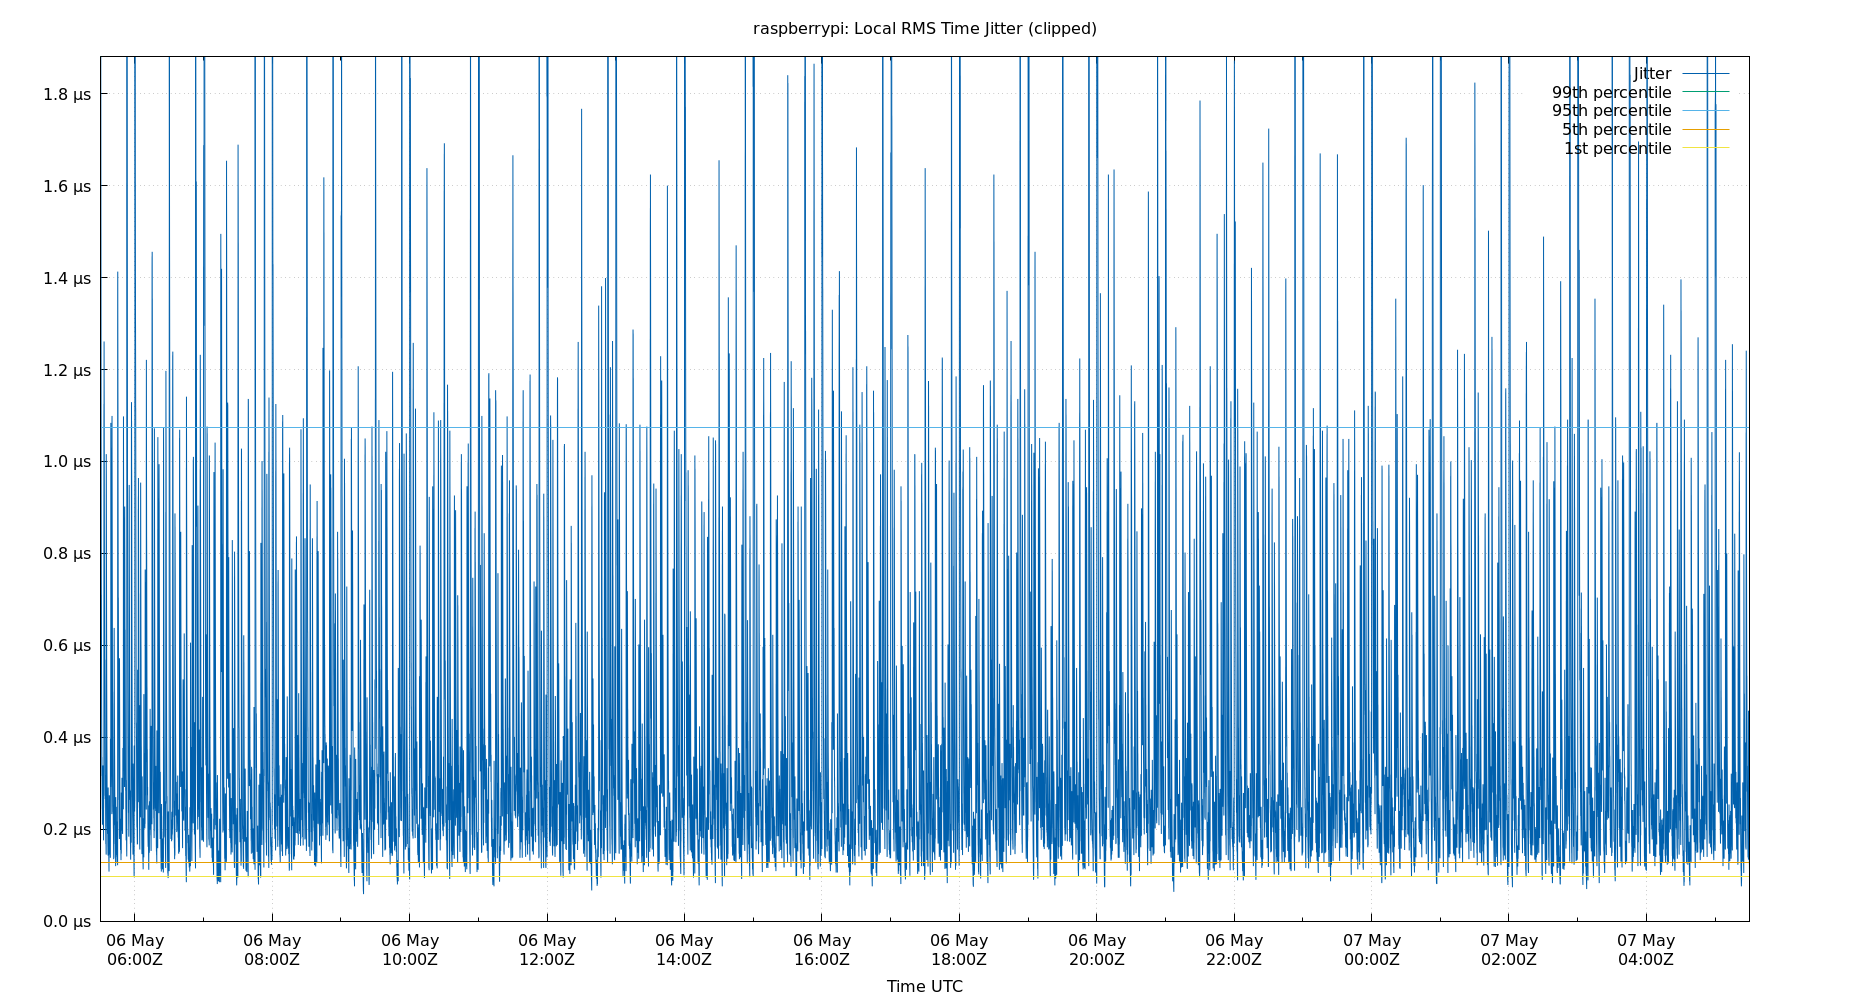 raspberrypi: Local RMS Time Jitter (clipped)
Jitter
99th percentile
95th percentile
5th percentile
1st percentile
1.8 µs
1.6 µs
1.4 µs
1.2 µs
1.0 µs
0.8 µs
0.6 µs
0.4 µs
0.2 µs
0.0 µs
06 May 06 May 06 May 06 May 06 May 06 May 06 May 06 May 06 May 07 May 07 May 07 May
06:00Z 08:00Z 10:00Z 12:00Z 14:00Z 16:00Z 18:00Z 20:00Z 22:00Z 00:00Z 02:00Z 04:00Z
Time UTC